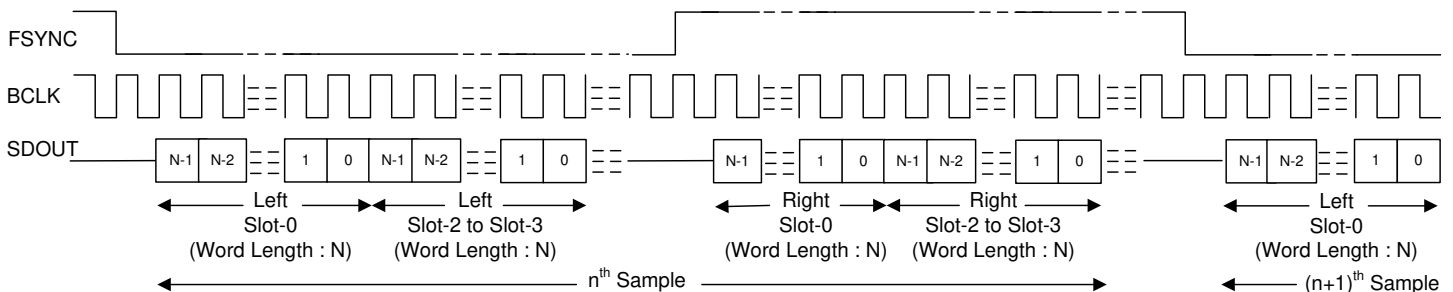 FSYNC
BCLK
SDOUT
N-1 N-2 1 0 N-1 N-2 1 0 N-1 1 0 N-1 N-2 1 0 N-1 N-2 1 0
Left Left Right Right Left
Slot-0 Slot-2 to Slot-3 Slot-0 Slot-2 to Slot-3 Slot-0
(Word Length : N) (Word Length : N) (Word Length : N) (Word Length : N) (Word Length : N)
nth Sample (n+1)th Sample